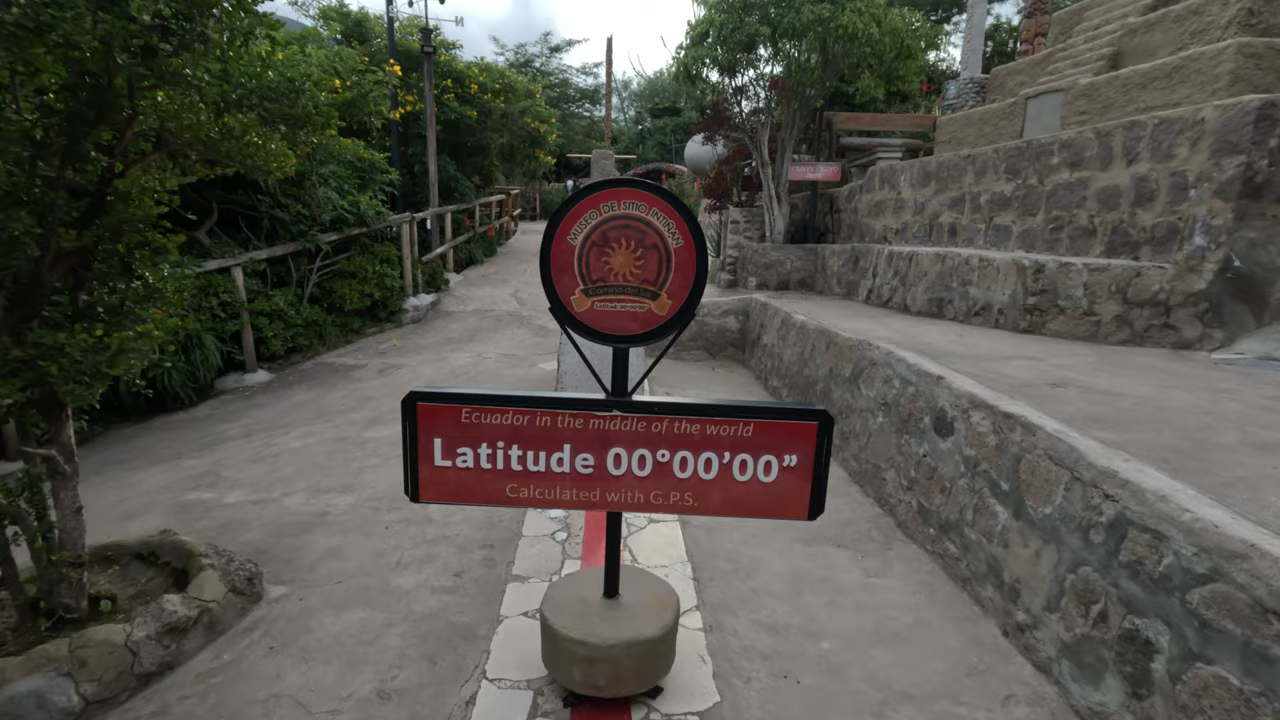 MUSEO DE SITIO INTIÑAN
Camino del Sol
Latitud: 00°00'00"
Ecuador in the middle of the world
Latitude 00°00'00”
Calculated with G.P.S.